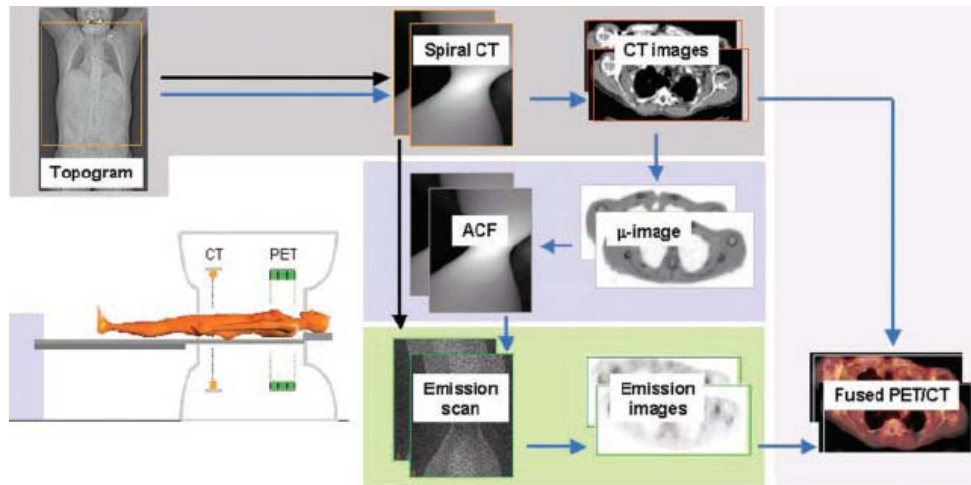 Topogram
Spiral CT
CT images
ACF
μ-image
CT
PET
Emission
scan
Emission
images
Fused PET/CT